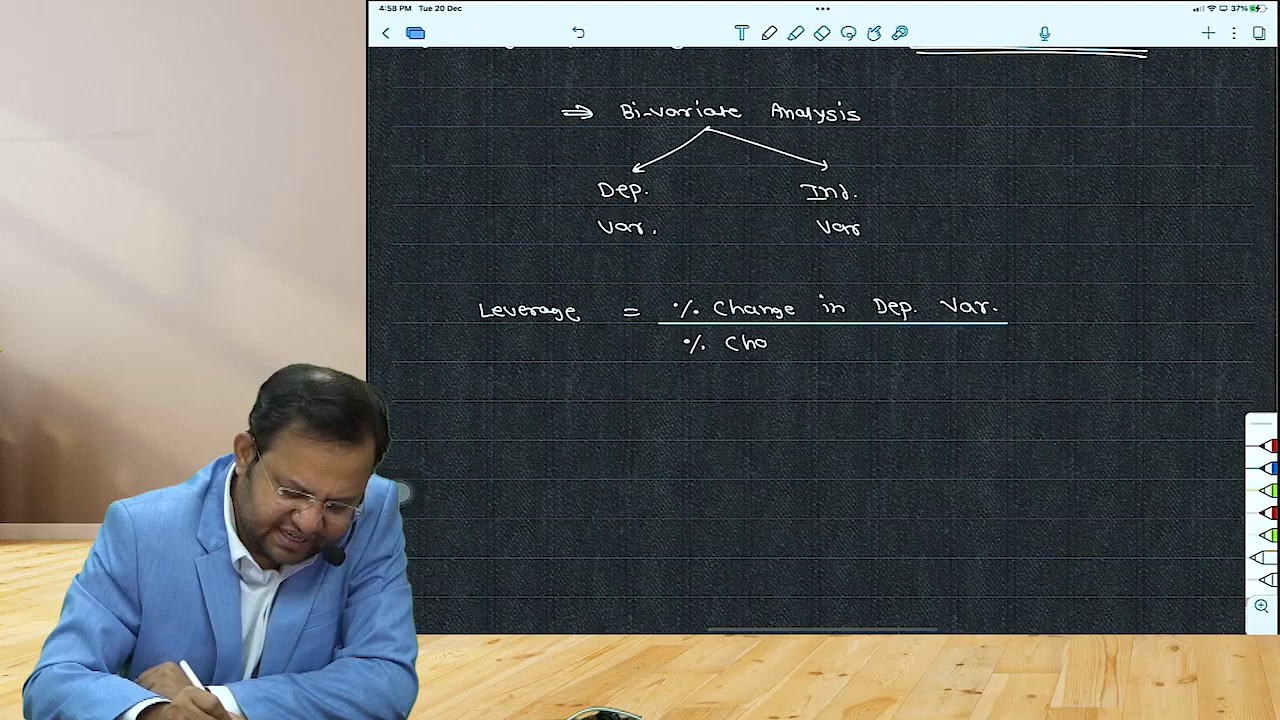 4:58 PM Tue 20 Dec
37%
⇒ Bi-variate Analysis
Dep. Ind.
Var. Var
Leverage = % Change in Dep. Var.
% Cha